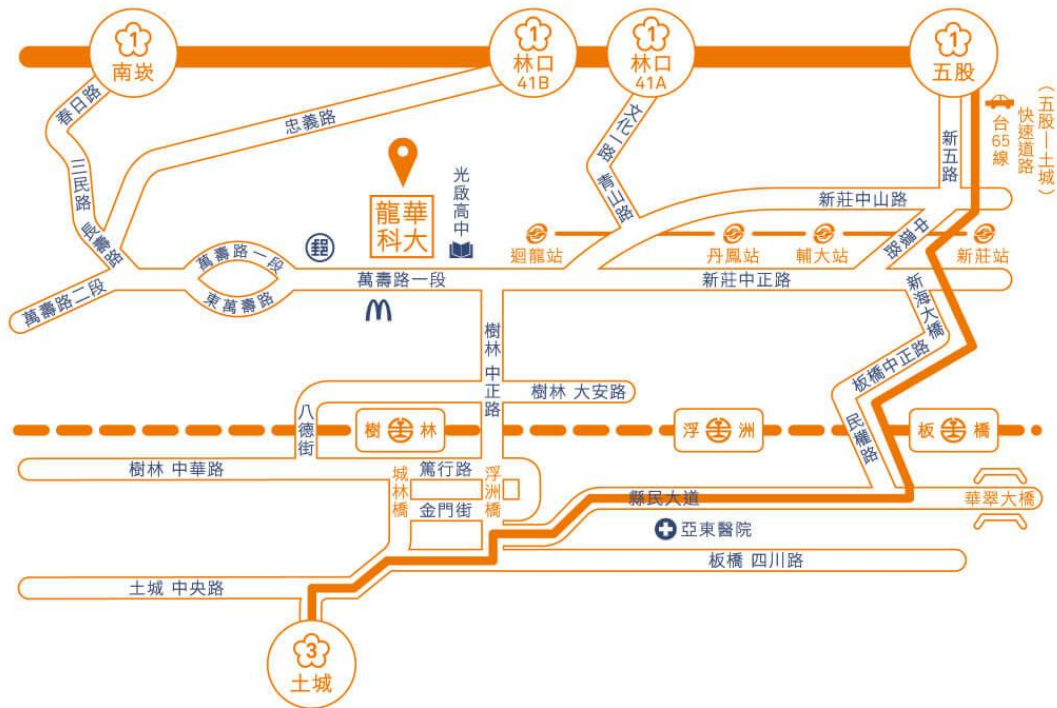 1
南崁
1
林口
41B
1
林口
41A
1
五股
春日路
忠義路
文化一路
青山路
新五路
台65線
快速道路
（五股—土城）
三民路
長壽路
龍華
科大
光啟高中
新莊中山路
中環路
郵
迴龍站
丹鳳站
輔大站
新莊站
萬壽路一段
東萬壽路
萬壽路二段
萬壽路一段
新莊中正路
新海大橋
樹林 中正路
板橋中正路
樹林 大安路
八德街
樹林
浮洲
板橋
民權路
樹林 中華路
篤行路
城林橋
浮洲橋
金門街
縣民大道
華翠大橋
亞東醫院
土城 中央路
板橋 四川路
3
土城